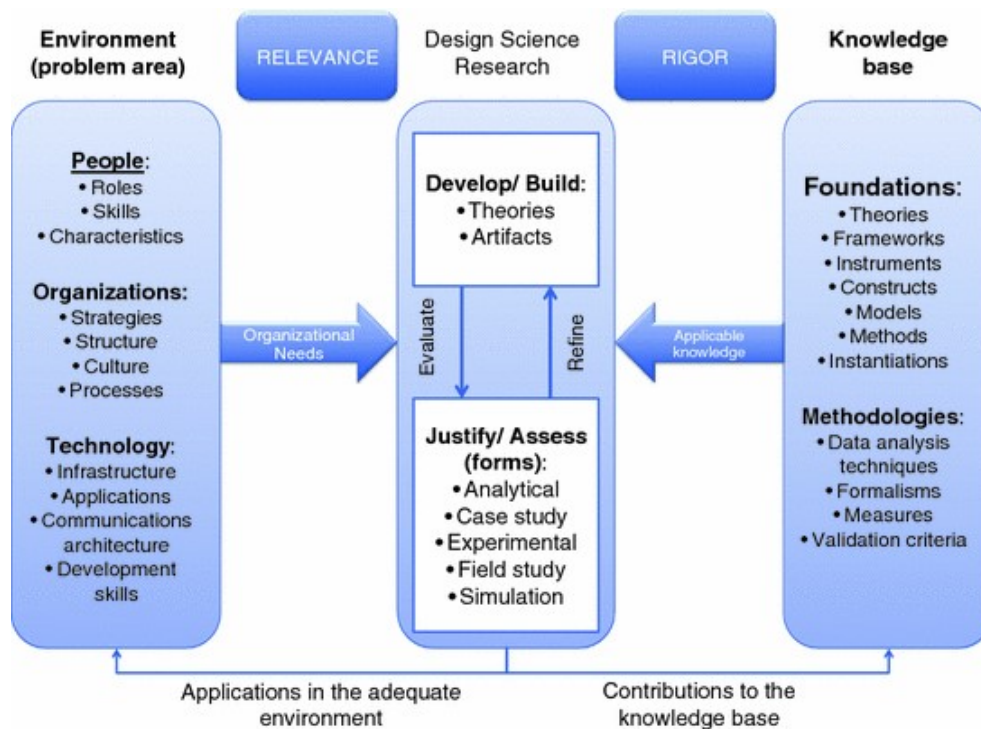 Environment
(problem area)
RELEVANCE
Design Science
Research
RIGOR
Knowledge
base
People:
• Roles
• Skills
• Characteristics
Organizations:
• Strategies
• Structure
• Culture
• Processes
Technology:
• Infrastructure
• Applications
• Communications
architecture
• Development
skills
Organizational
Needs
Develop/ Build:
• Theories
• Artifacts
Evaluate
Refine
Justify/ Assess
(forms):
• Analytical
• Case study
• Experimental
• Field study
• Simulation
Applicable
knowledge
Foundations:
• Theories
• Frameworks
• Instruments
• Constructs
• Models
• Methods
• Instantiations
Methodologies:
• Data analysis
techniques
• Formalisms
• Measures
• Validation criteria
Applications in the adequate
environment
Contributions to the
knowledge base